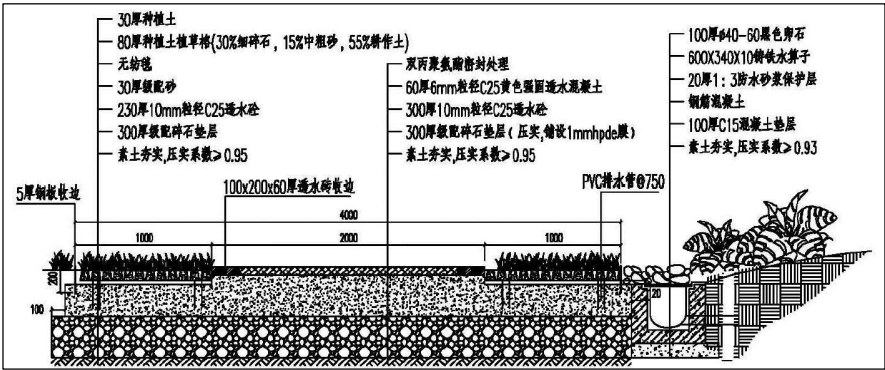 30厚种植土
80厚种植土植草格(30%细碎石，15%中粗砂，55%耕作土)
无纺毯
30厚级配砂
230厚10mm粒径C25透水砼
300厚级配碎石垫层
素土夯实,压实系数≥0.95
双丙聚氨酯密封处理
60厚6mm粒径C25黄色强固透水混凝土
300厚10mm粒径C25透水砼
300厚级配碎石垫层(压实,铺设1mmhpde膜)
素土夯实,压实系数≥0.95
100厚ø40-60黑色卵石
600X340X10铸铁水箅子
20厚1:3防水砂浆保护层
钢筋混凝土
100厚C15混凝土垫层
素土夯实,压实系数≥0.93
5厚钢板收边
100x200x60厚透水砖收边
PVC排水管@750
4000
1000
2000
1000
200
100
20